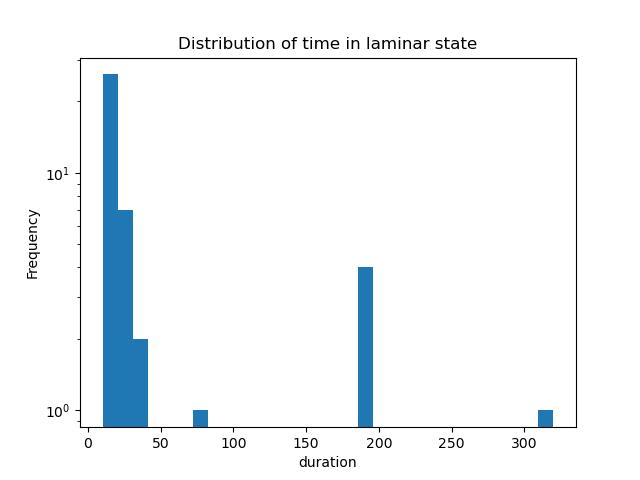 Distribution of time in laminar state
10¹
10⁰
Frequency
0 50 100 150 200 250 300
duration